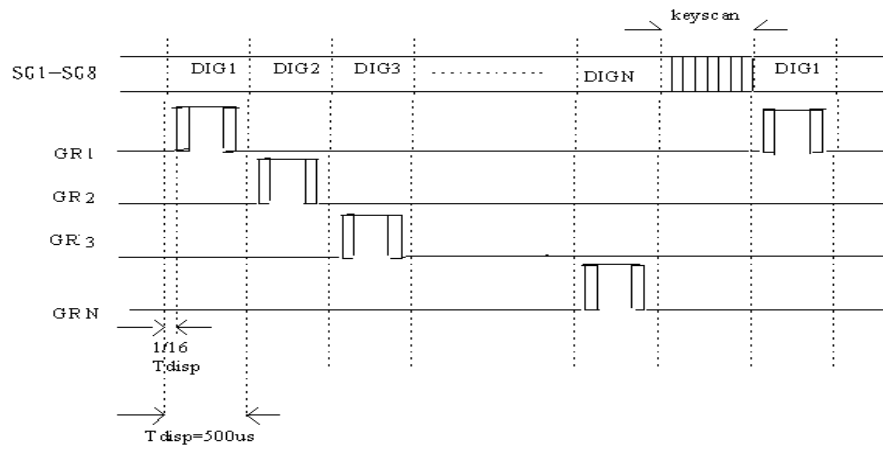 keyscan
SG1-SG8 DIG1 DIG2 DIG3 .............. DIGN DIG1
GR1
GR2
GR3
GRN
1/16
Tdisp
Tdisp=500us